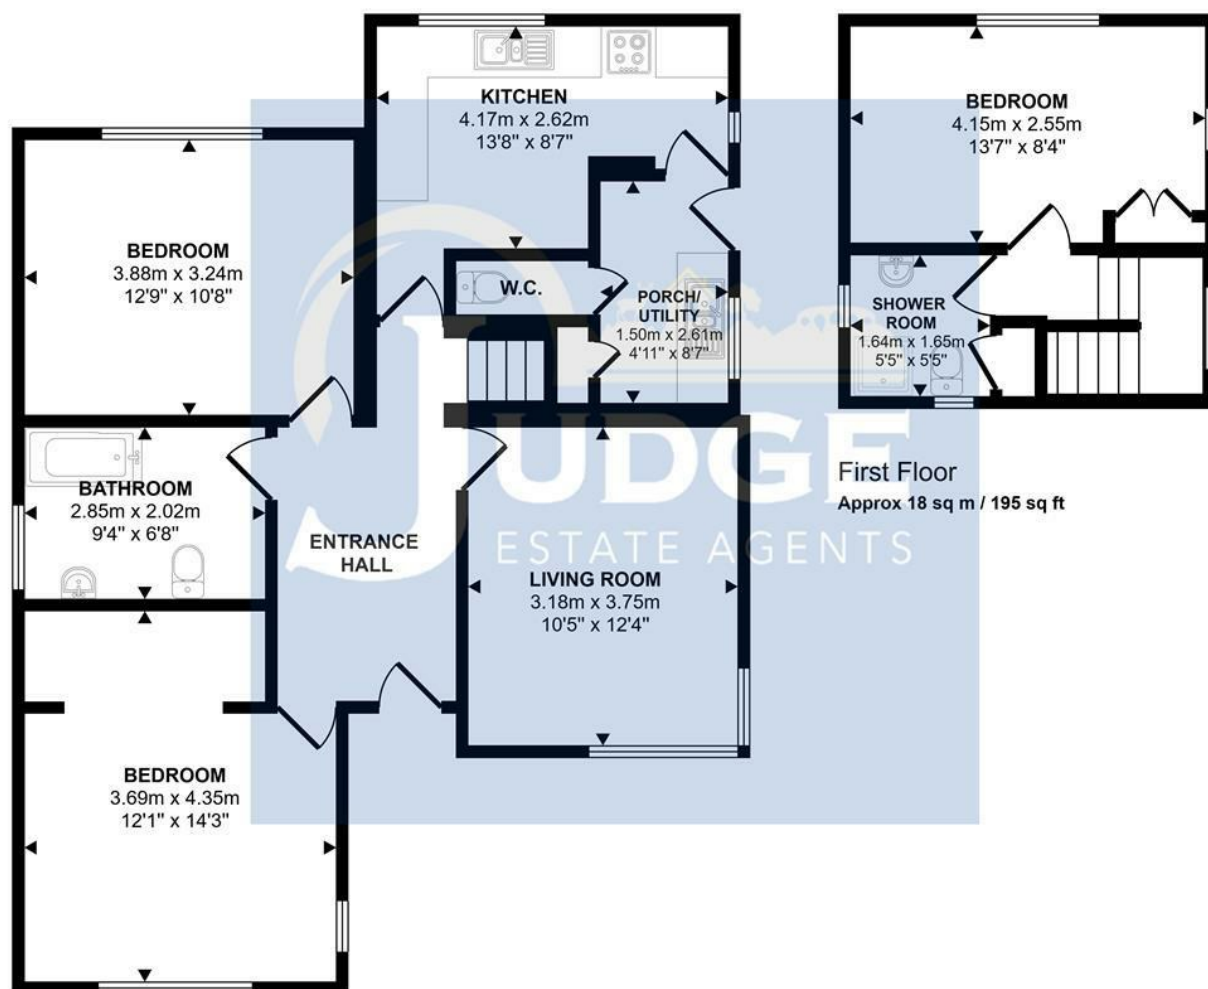 KITCHEN
4.17m x 2.62m
13'8" x 8'7"
BEDROOM
4.15m x 2.55m
13'7" x 8'4"
BEDROOM
3.88m x 3.24m
12'9" x 10'8"
W.C.
PORCH/
UTILITY
1.50m x 2.61m
4'11" x 8'7"
SHOWER
ROOM
1.64m x 1.65m
5'5" x 5'5"
JUDGE
ESTATE AGENTS
First Floor
Approx 18 sq m / 195 sq ft
BATHROOM
2.85m x 2.02m
9'4" x 6'8"
ENTRANCE
HALL
LIVING ROOM
3.18m x 3.75m
10'5" x 12'4"
BEDROOM
3.69m x 4.35m
12'1" x 14'3"